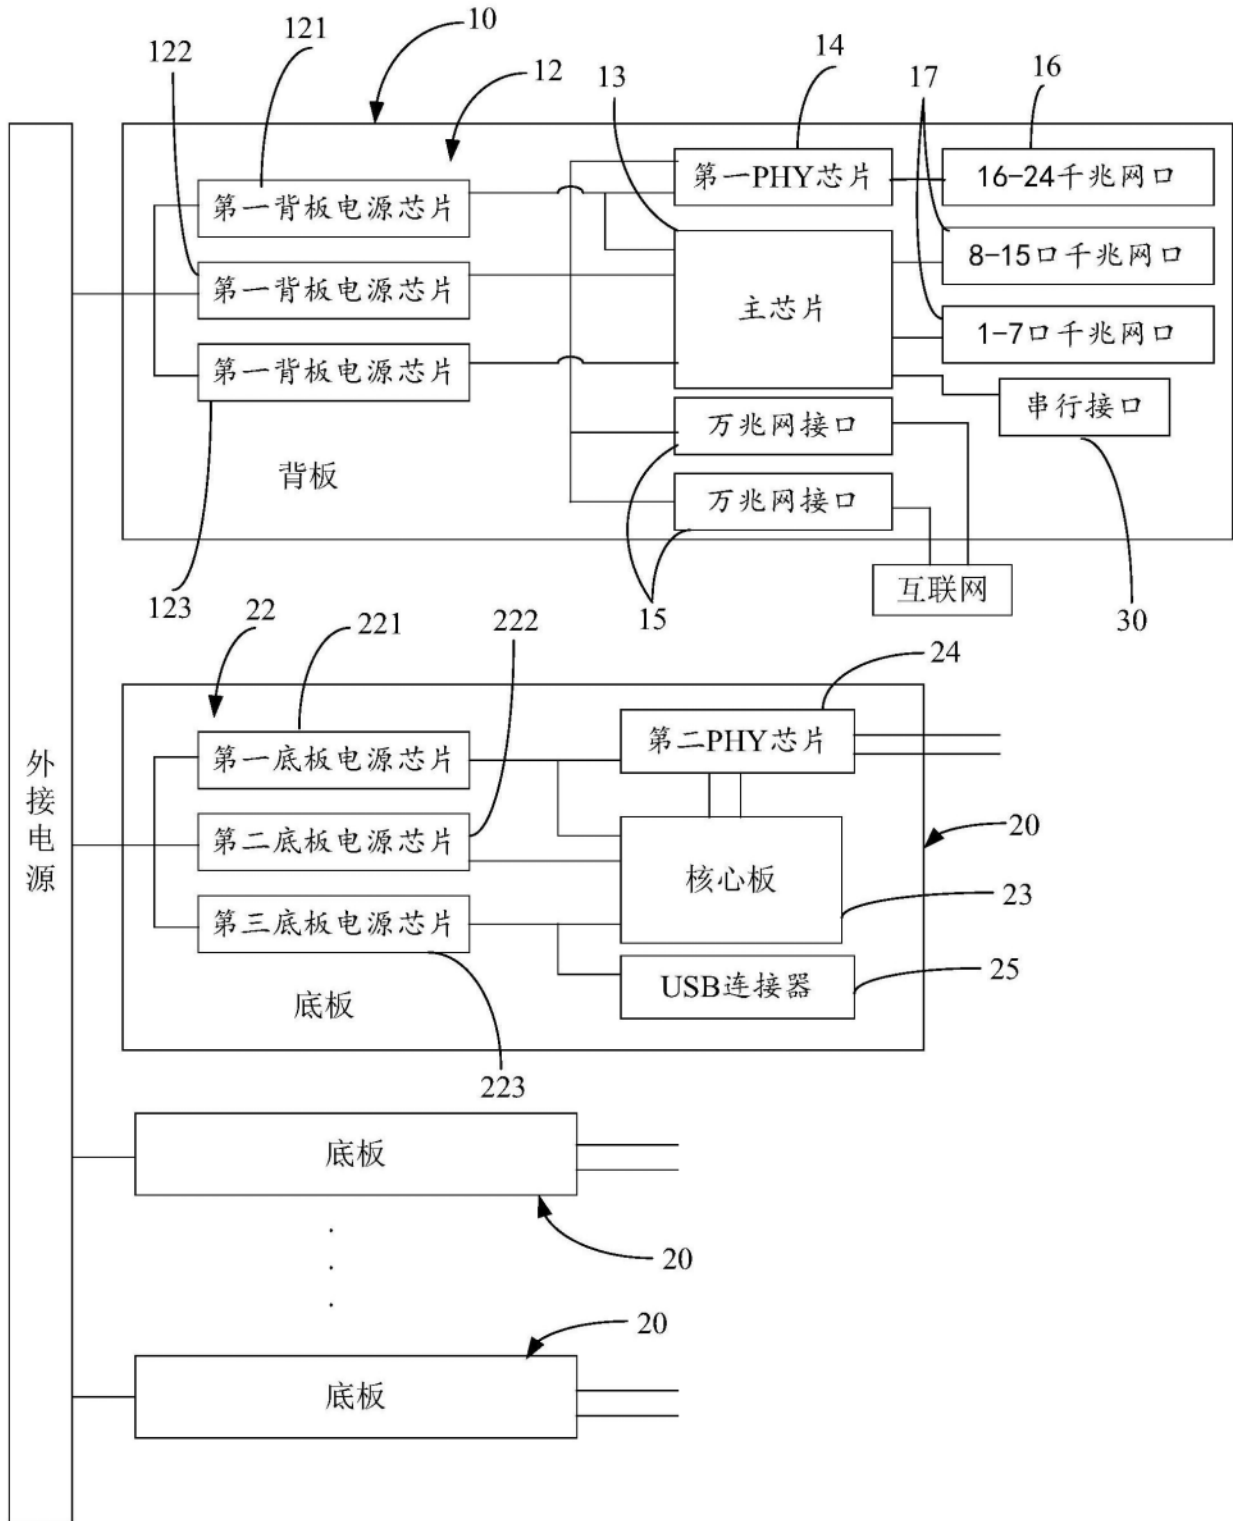 10
121
122
12
13
14
17
16
第一背板电源芯片
第一PHY芯片
16-24千兆网口
第一背板电源芯片
主芯片
8-15口千兆网口
1-7口千兆网口
第一背板电源芯片
串行接口
万兆网接口
背板
万兆网接口
互联网
123
15
30
22
221
222
24
外接电源
第一底板电源芯片
第二PHY芯片
第二底板电源芯片
20
核心板
23
第三底板电源芯片
USB连接器
25
底板
223
底板
20
20
底板